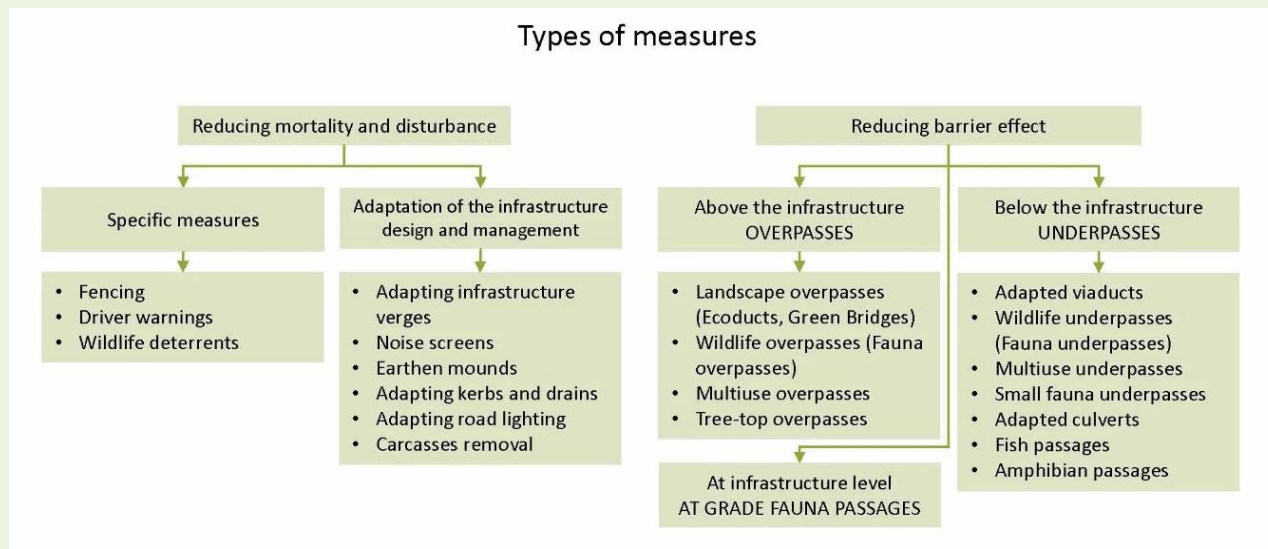 Types of measures
Reducing mortality and disturbance
Specific measures
• Fencing
• Driver warnings
• Wildlife deterrents
Adaptation of the infrastructure
design and management
• Adapting infrastructure
verges
• Noise screens
• Earthen mounds
• Adapting kerbs and drains
• Adapting road lighting
• Carcasses removal
Reducing barrier effect
Above the infrastructure
OVERPASSES
• Landscape overpasses
(Ecoducts, Green Bridges)
• Wildlife overpasses (Fauna
overpasses)
• Multiuse overpasses
• Tree-top overpasses
At infrastructure level
AT GRADE FAUNA PASSAGES
Below the infrastructure
UNDERPASSES
• Adapted viaducts
• Wildlife underpasses
(Fauna underpasses)
• Multiuse underpasses
• Small fauna underpasses
• Adapted culverts
• Fish passages
• Amphibian passages